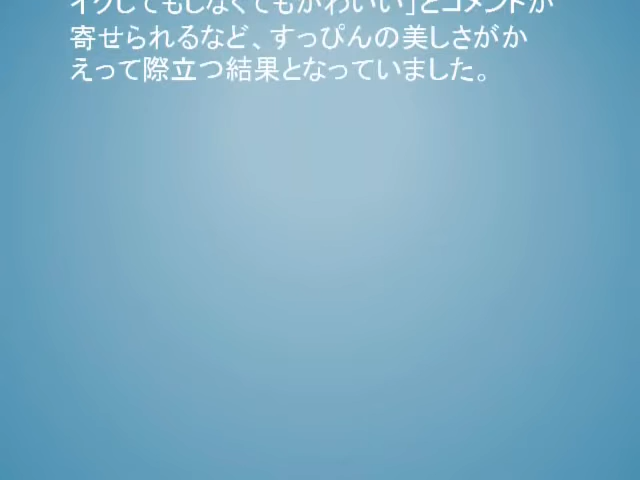 イクしてもしなくてもかわいい」とコメントが
寄せられるなど、すっぴんの美しさがか
えって際立つ結果となっていました。